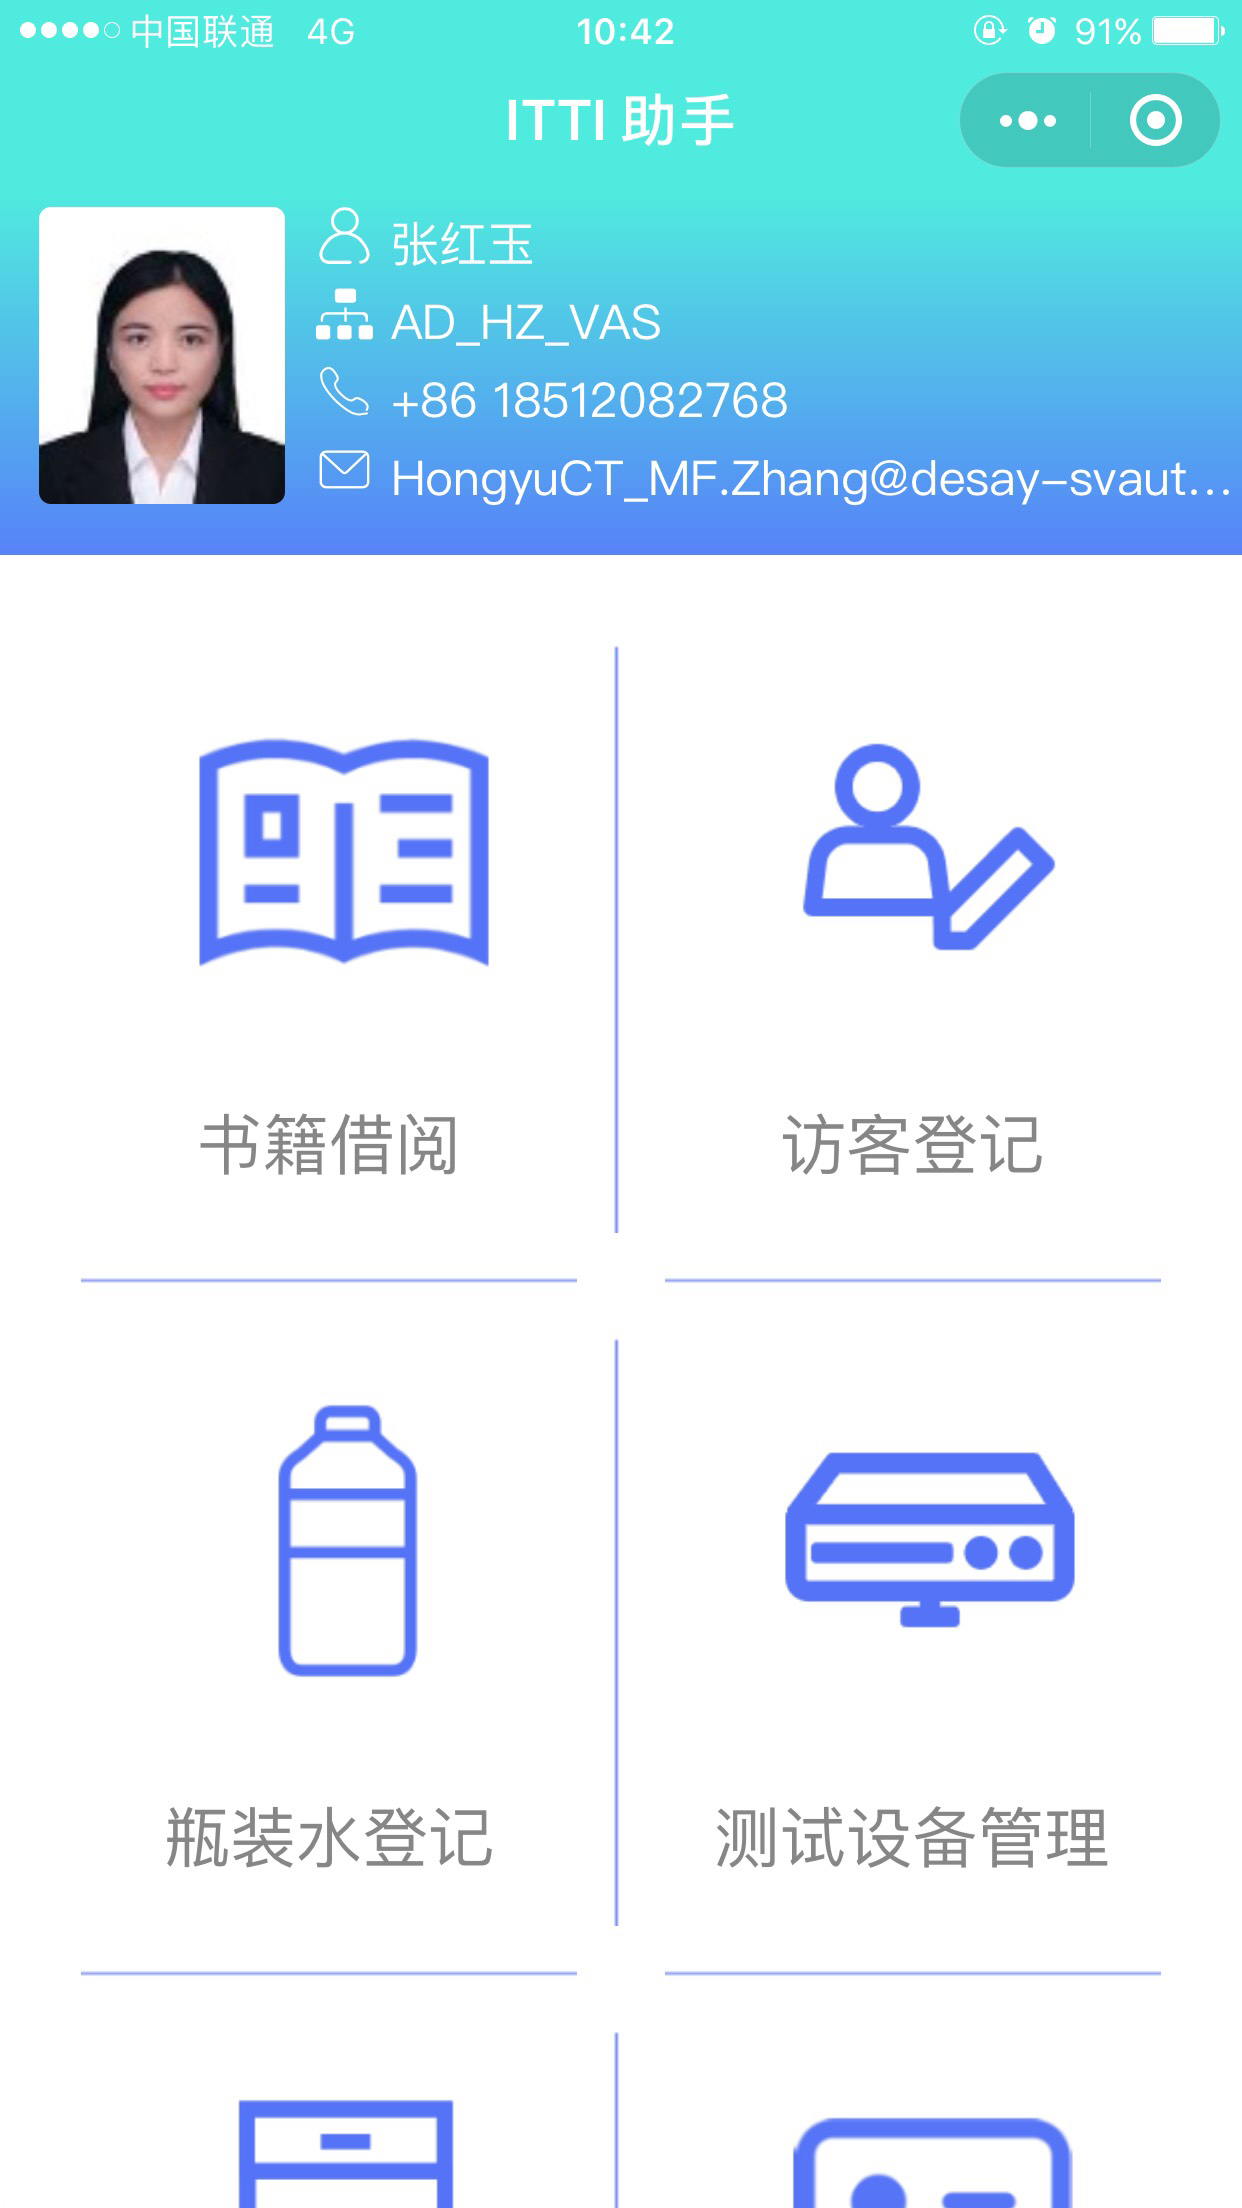 中国联通 4G 10:42 91%
ITTI 助手
张红玉
AD_HZ_VAS
+86 18512082768
HongyuCT_MF.Zhang@desay-svaut...
书籍借阅
访客登记
瓶装水登记
测试设备管理